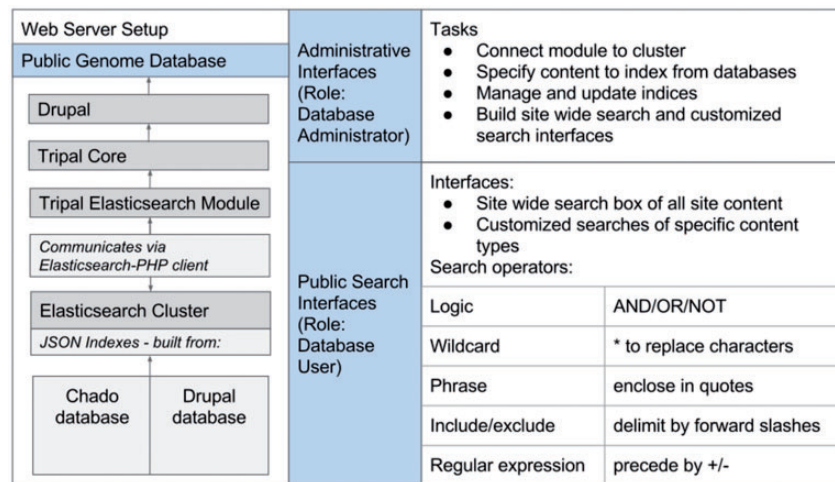 Web Server Setup
Public Genome Database
Drupal
Tripal Core
Tripal Elasticsearch Module
Communicates via
Elasticsearch-PHP client
Elasticsearch Cluster
JSON Indexes - built from:
Chado
database
Drupal
database
Administrative
Interfaces
(Role:
Database
Administrator)
Tasks
● Connect module to cluster
● Specify content to index from databases
● Manage and update indices
● Build site wide search and customized
search interfaces
Public Search
Interfaces
(Role:
Database
User)
Interfaces:
● Site wide search box of all site content
● Customized searches of specific content
types
Search operators:
Logic AND/OR/NOT
Wildcard * to replace characters
Phrase enclose in quotes
Include/exclude delimit by forward slashes
Regular expression precede by +/-